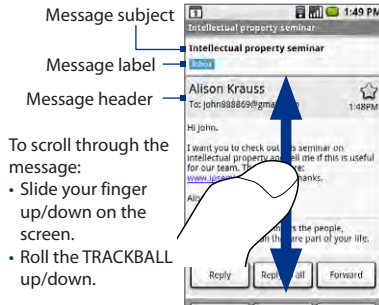 Message subject
Message label
Message header
To scroll through the
message:
• Slide your finger
up/down on the
screen.
• Roll the TRACKBALL
up/down.
1:49 PM
Intellectual property seminar
Intellectual property seminar
Inbox
Alison Krauss
To: john888869@gma
1:48PM
Hi John,
I want you to check out seminar on
intellectual property and tell me if this is useful
for our team. Th
hanks.
the people,
are part of your life.
Reply
Forward